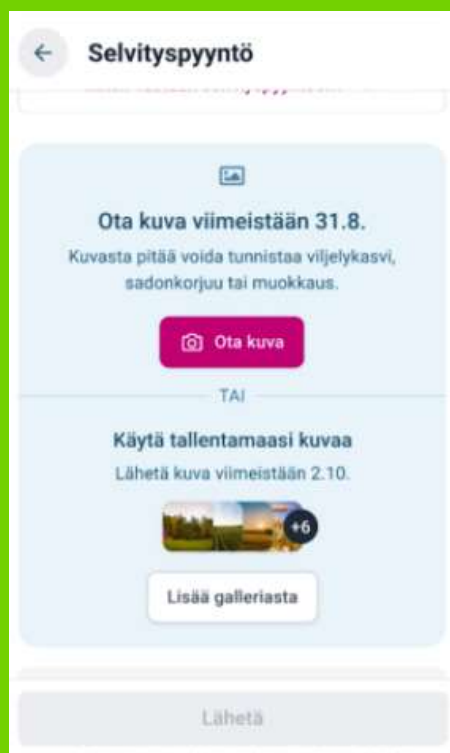 Selvityspyyntö
Ota kuva viimeistään 31.8.
Kuvasta pitää voida tunnistaa viljelykasvi,
sadonkorjuu tai muokkaus.
Ota kuva
TAI
Käytä tallentamaasi kuvaa
Lähetä kuva viimeistään 2.10.
+6
Lisää galleriasta
Lähetä